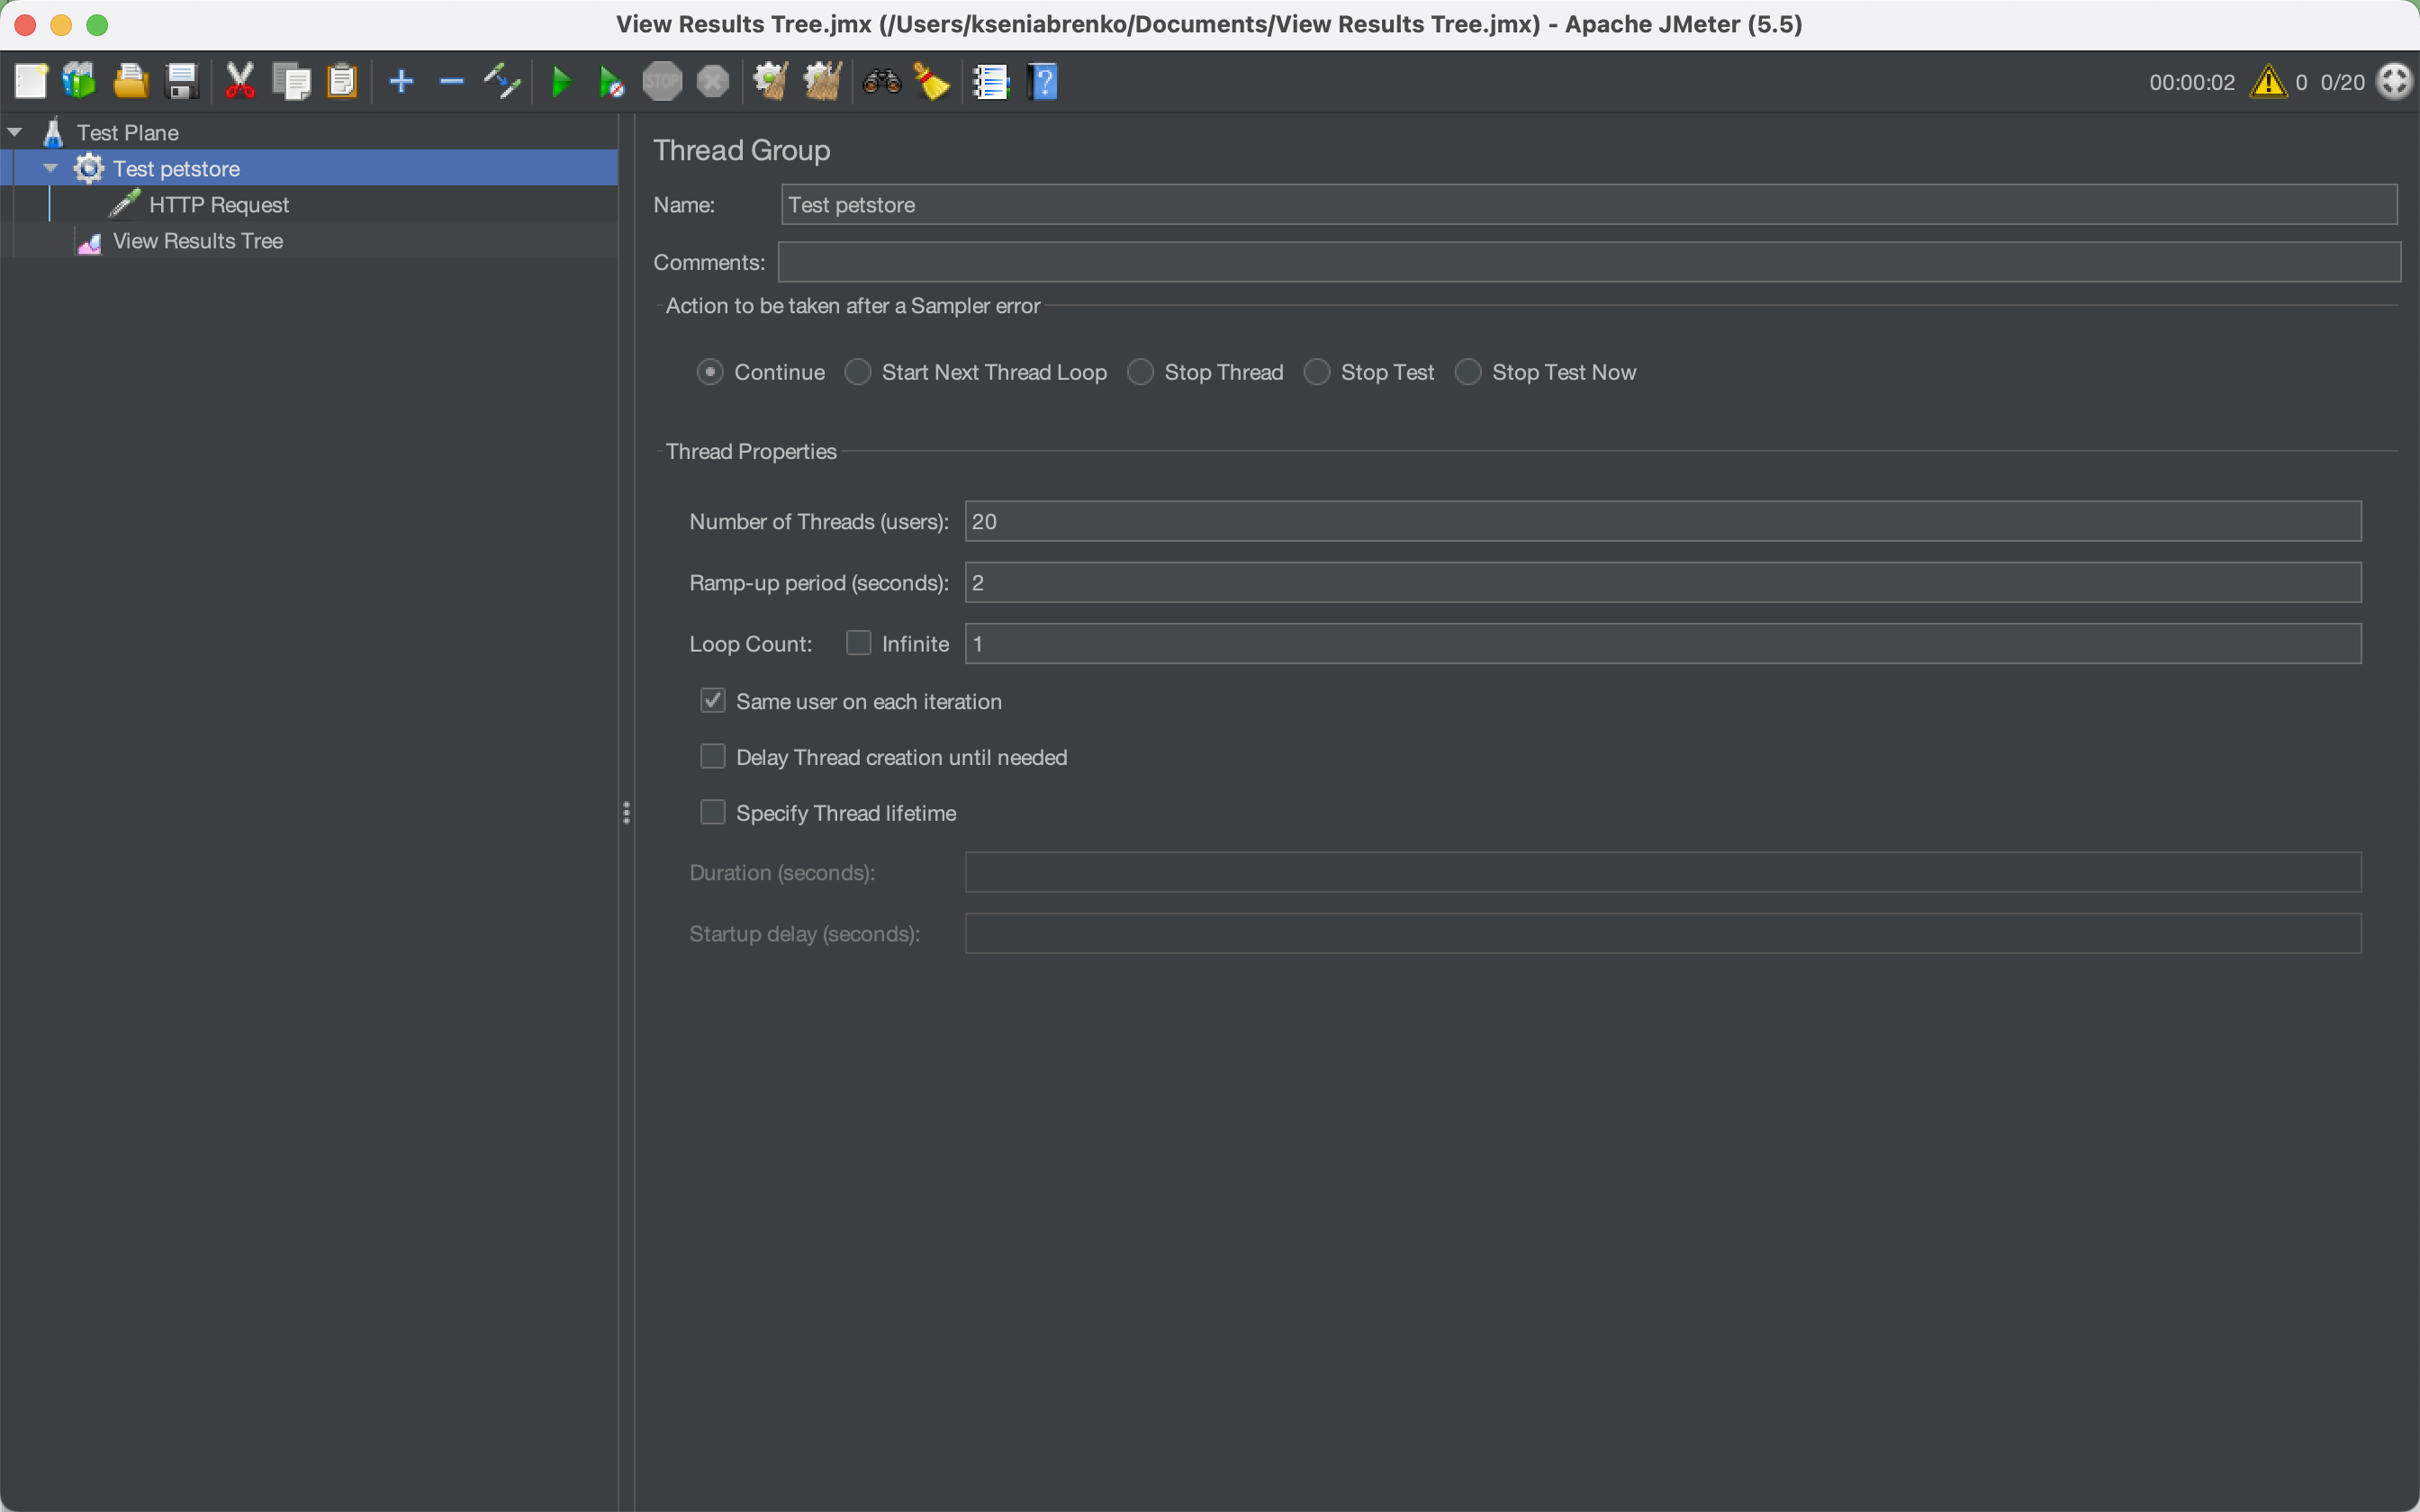 View Results Tree.jmx (/Users/kseniabrenko/Documents/View Results Tree.jmx) - Apache JMeter (5.5)
STOP
00:00:02 0 0/20
Test Plane
Test petstore
HTTP Request
View Results Tree
Thread Group
Name: Test petstore
Comments:
Action to be taken after a Sampler error
Continue Start Next Thread Loop Stop Thread Stop Test Stop Test Now
Thread Properties
Number of Threads (users): 20
Ramp-up period (seconds): 2
Loop Count: Infinite 1
Same user on each iteration
Delay Thread creation until needed
Specify Thread lifetime
Duration (seconds):
Startup delay (seconds):